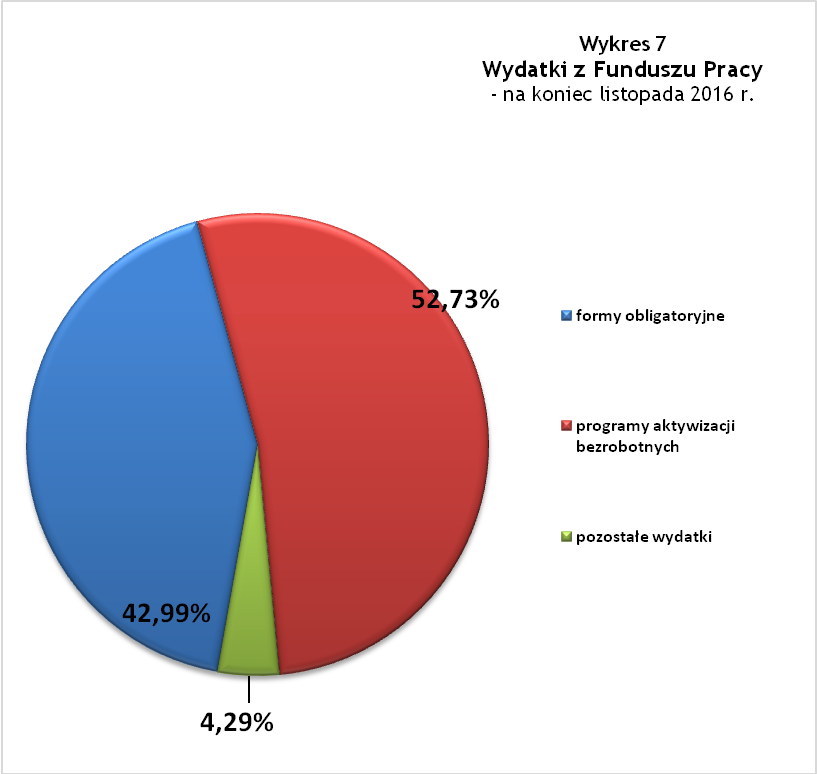 Wykres 7
Wydatki z Funduszu Pracy
- na koniec listopada 2016 r.
52,73%
formy obligatoryjne
programy aktywizacji
bezrobotnych
pozostałe wydatki
42,99%
4,29%